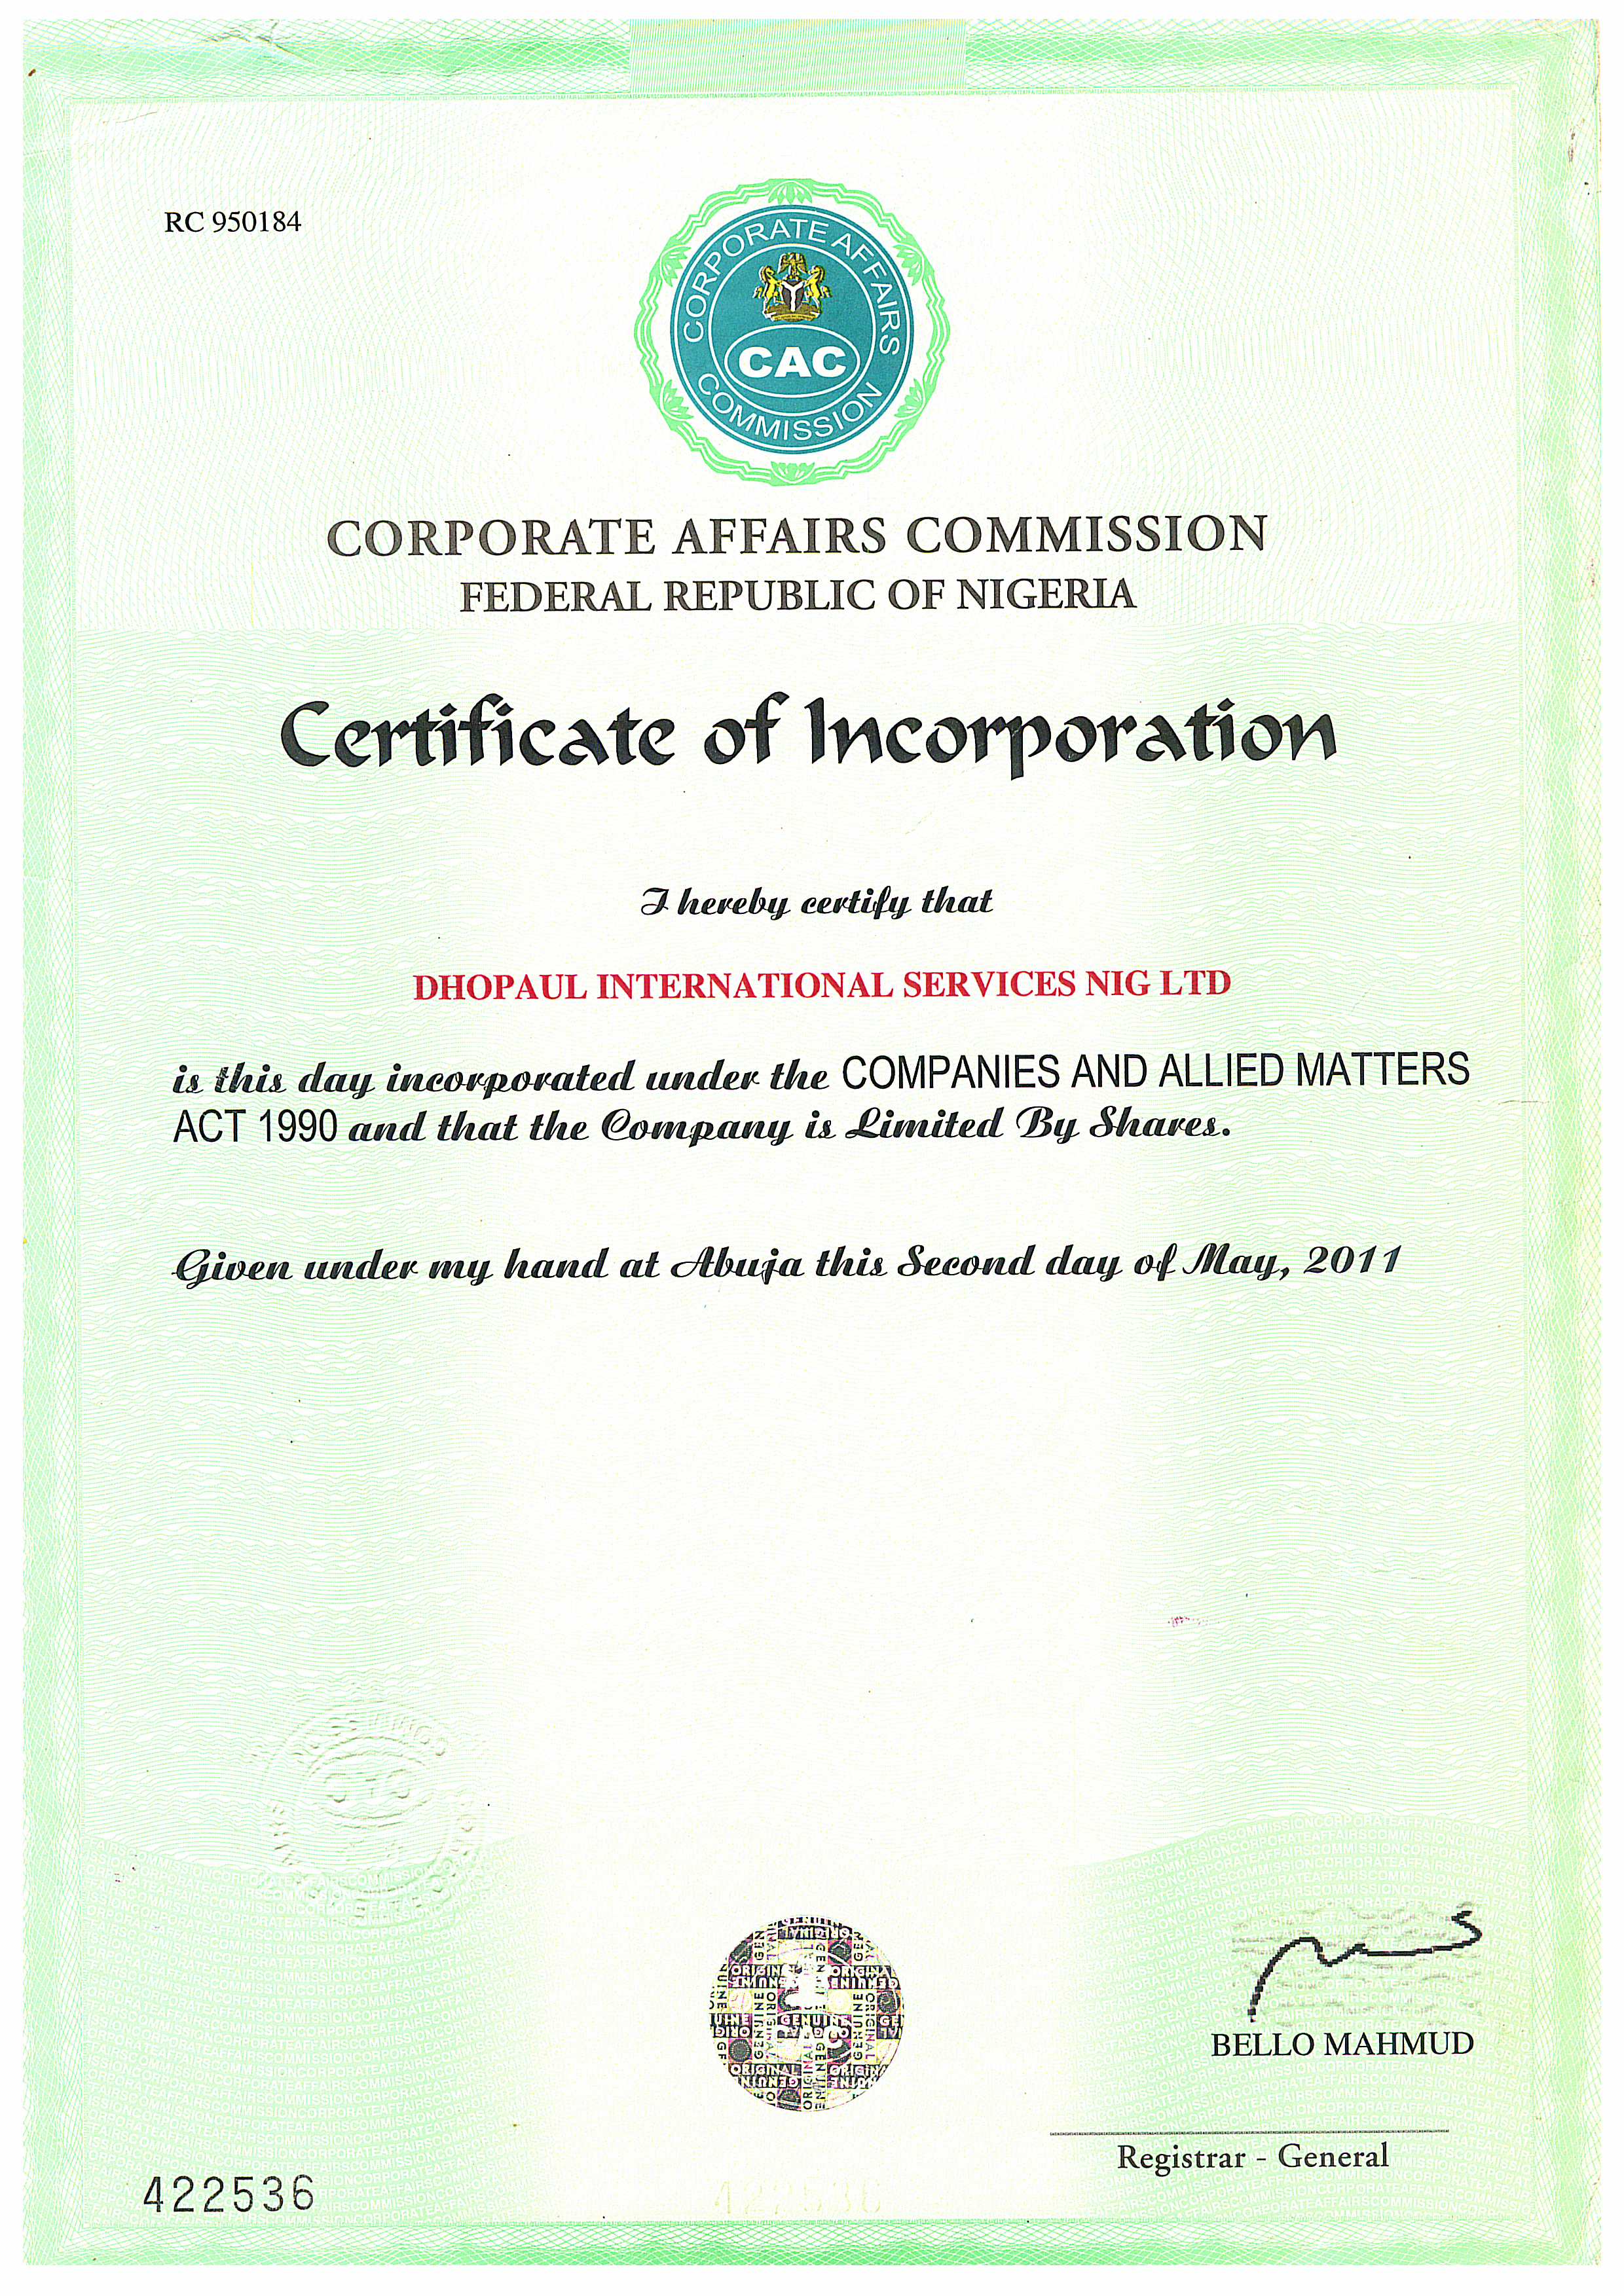 RC 950184
CORPORATE AFFAIRS
CAC
COMMISSION
CORPORATE AFFAIRS COMMISSION
FEDERAL REPUBLIC OF NIGERIA
Certificate of Incorporation
I hereby certify that
DHOPAUL INTERNATIONAL SERVICES NIG LTD
is this day incorporated under the COMPANIES AND ALLIED MATTERS
ACT 1990 and that the Company is Limited By Shares.
Given under my hand at Abuja this Second day of May, 2011
ORIGINAL
GENUINE
BELLO MAHMUD
Registrar - General
422536
422536